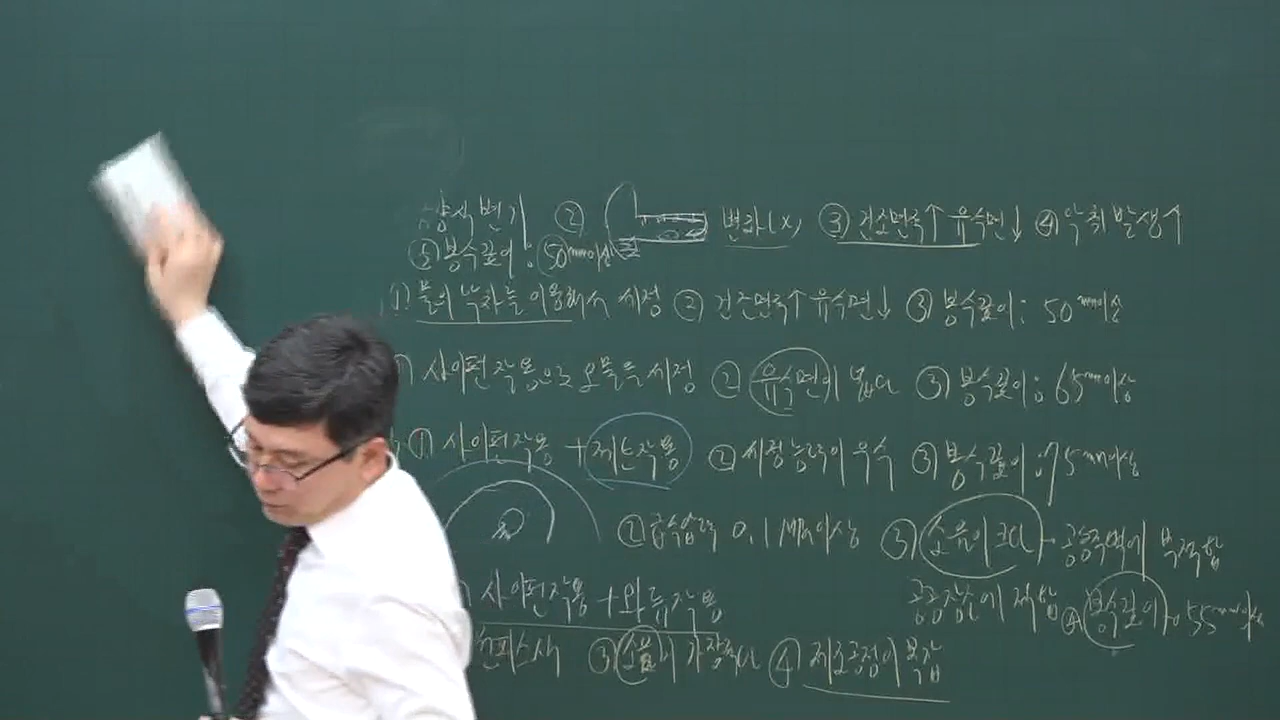 양식변기 ② 변화(x) ③ 건조면적↑ 유수면↓ ④ 악취발생↑
⑤ 봉수깊이: 50mm이상
① 물의 낙차를 이용해서 세정 ② 건조면적↑ 유수면↓ ③ 봉수깊이: 50mm이상
① 사이펀작용으로 오물을 세정 ② 유수면이 넓다 ③ 봉수깊이: 65mm이상
① 사이펀작용 + 제트작용 ② 세정능력이 우수 ③ 봉수깊이: 75mm이상
② 급수압력 0.1MPa이상 ③ 소음이 크다 공동주택에 부적합
사이펀작용 + 와류작용 공공장소에 적합 ④ 봉수깊이 55mm이상
원피스식 ③ 소음이 가장적다 ④ 제조공정이 복잡